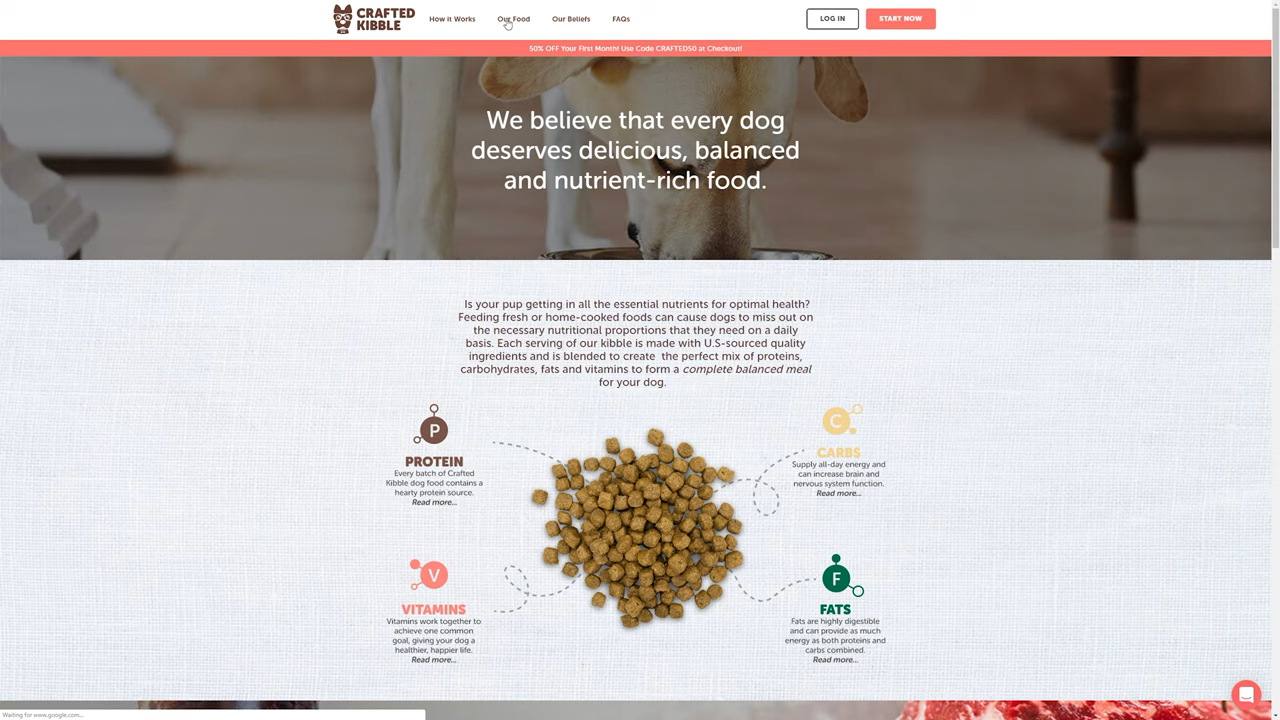 CRAFTED
KIBBLE
How it Works
Our Food
Our Beliefs
FAQs
LOG IN
START NOW
50% OFF Your First Month! Use Code CRAFTED50 at Checkout!
We believe that every dog
deserves delicious, balanced
and nutrient-rich food.
Is your pup getting in all the essential nutrients for optimal health?
Feeding fresh or home-cooked foods can cause dogs to miss out on
the necessary nutritional proportions that they need on a daily
basis. Each serving of our kibble is made with U.S-sourced quality
ingredients and is blended to create the perfect mix of proteins,
carbohydrates, fats and vitamins to form a complete balanced meal
for your dog.
P
PROTEIN
Every batch of Crafted
Kibble dog food contains a
hearty protein source.
Read more...
C
CARBS
Supply all-day energy and
can increase brain and
nervous system function.
Read more...
V
VITAMINS
Vitamins work together to
achieve one common
goal, giving your dog a
healthier, happier life.
Read more...
F
FATS
Fats are highly digestible
and can provide as much
energy as both proteins and
carbs combined.
Read more...
Waiting for www.google.com...